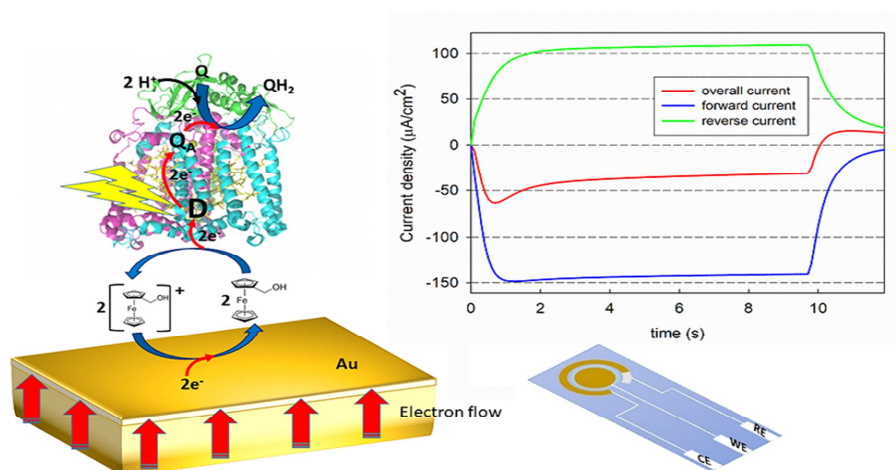 2 H⁺
Q
QH₂
2e⁻
Q_A
2e⁻
D
2e⁻
2 [Fe OH]⁺
2 Fe OH
2e⁻
Au
Electron flow
Current density (μA/cm²)
100
50
0
-50
-100
-150
overall current
forward current
reverse current
0 2 4 6 8 10
time (s)
RE
WE
CE